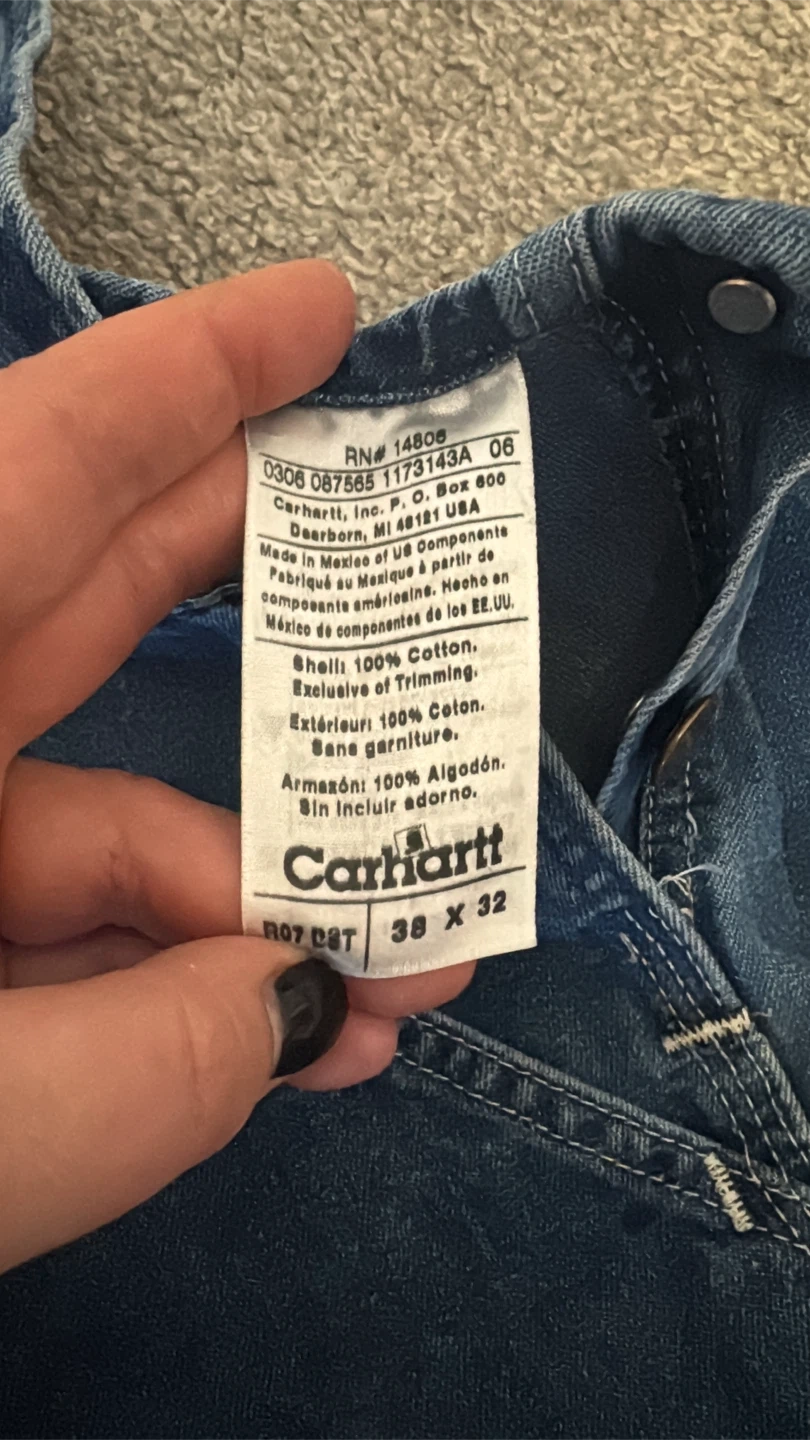 RN# 14806
0306 087565 1173143A 06
Carhartt, Inc. P. O. Box 600
Dearborn, MI 48121 USA
Made in Mexico of US Components
Fabriqué au Mexique à partir de
composants américains. Hecho en
México de componentes de los EE.UU.
Shell: 100% Cotton.
Exclusive of Trimming.
Extérieur: 100% Coton.
Sans garniture.
Armazón: 100% Algodón.
Sin incluir adorno.
Carhartt
R07 DST 38 X 32